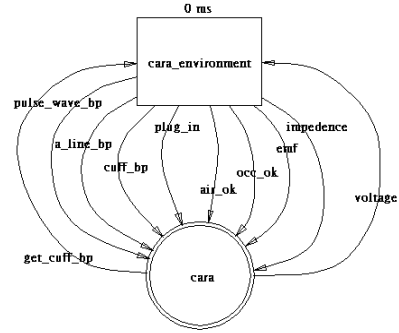 0 ms
cara_environment
pulse_wave_bp
plug_in
impedence
a_line_bp
emf
cuff_bp
occ_ok
air_ok
voltage
get_cuff_bp
cara